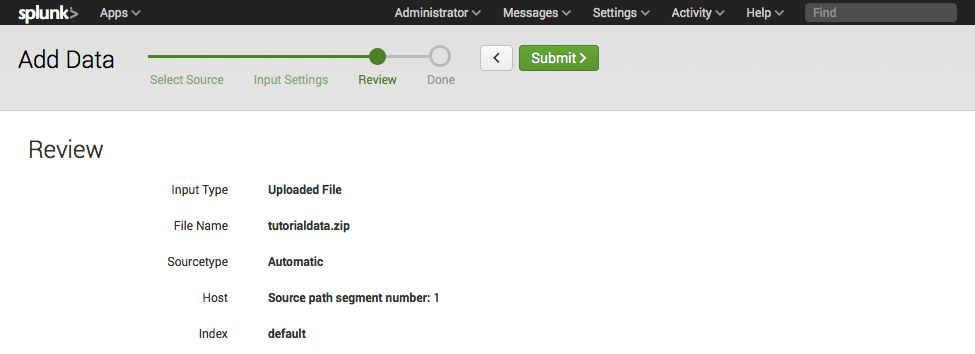 splunk> Apps Administrator Messages Settings Activity Help Find
Add Data
Select Source Input Settings Review Done
< Submit >
Review
Input Type Uploaded File
File Name tutorialdata.zip
Sourcetype Automatic
Host Source path segment number: 1
Index default